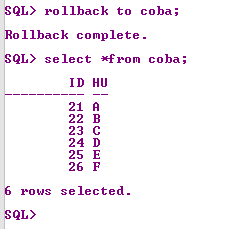 SQL> rollback to coba;
Rollback complete.
SQL> select *from coba;
ID HU
---------- --
21 A
22 B
23 C
24 D
25 E
26 F
6 rows selected.
SQL>